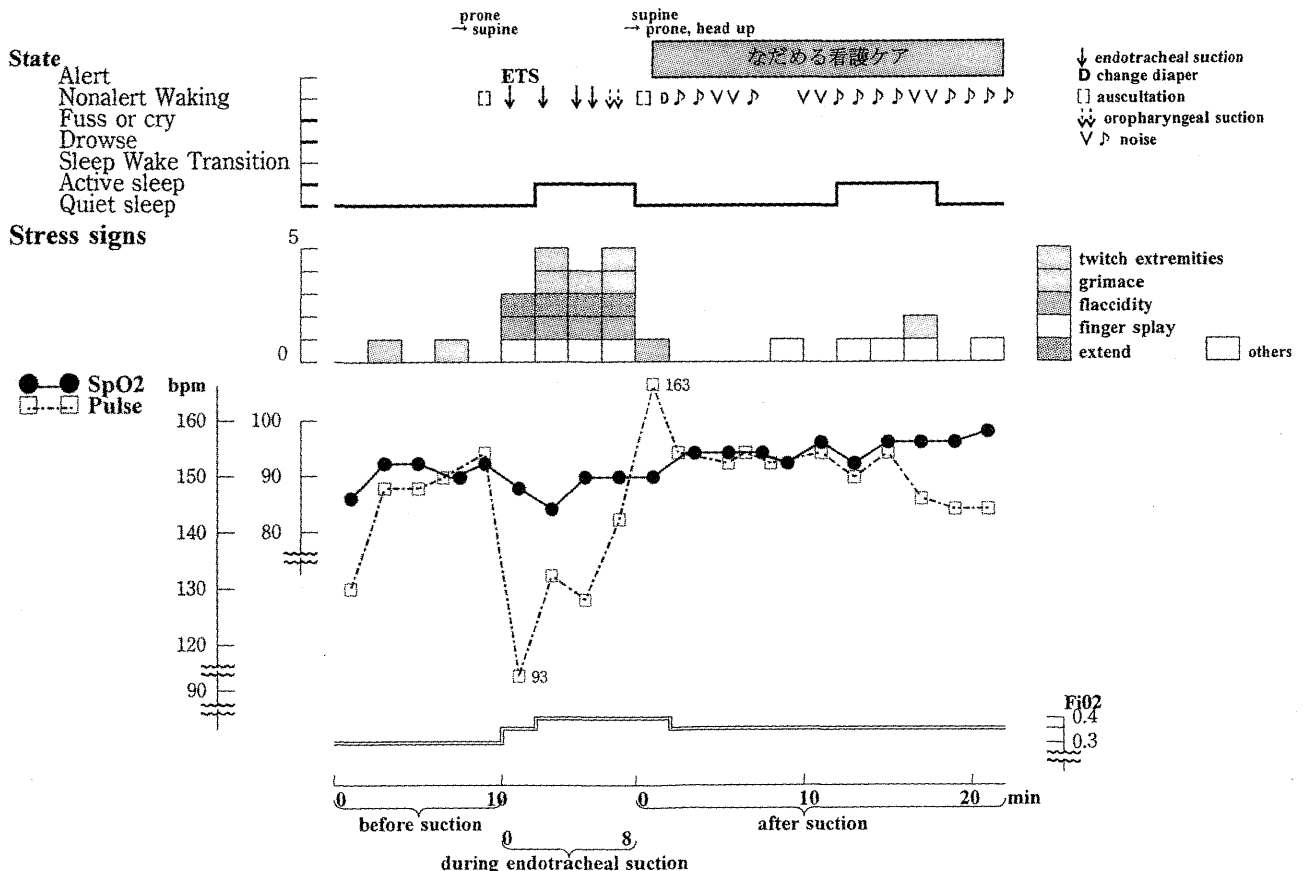 prone
→ supine
supine
→ prone, head up
なだめる看護ケア
State
Alert
Nonalert Waking
Fuss or cry
Drowse
Sleep Wake Transition
Active sleep
Quiet sleep
ETS
D
endotracheal suction
D change diaper
[] auscultation
oropharyngeal suction
V ♪ noise
Stress signs
5
0
twitch extremities
grimace
flaccidity
finger splay
extend
others
SpO2
Pulse
bpm
160
150
140
130
120
90
100
90
80
163
93
Fi02
0.4
0.3
0
10
0
10
20
min
before suction
after suction
0
8
during endotracheal suction